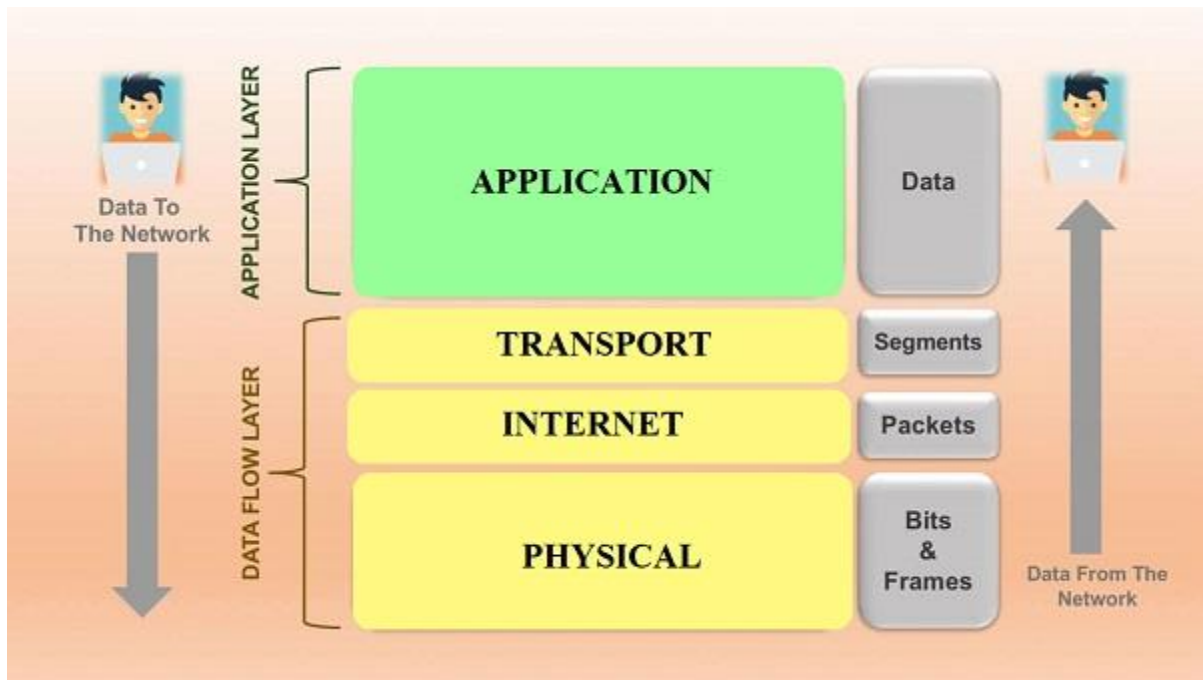 APPLICATION LAYER
APPLICATION
Data
Data To
The Network
TRANSPORT
Segments
DATA FLOW LAYER
INTERNET
Packets
PHYSICAL
Bits
&
Frames
Data From The
Network